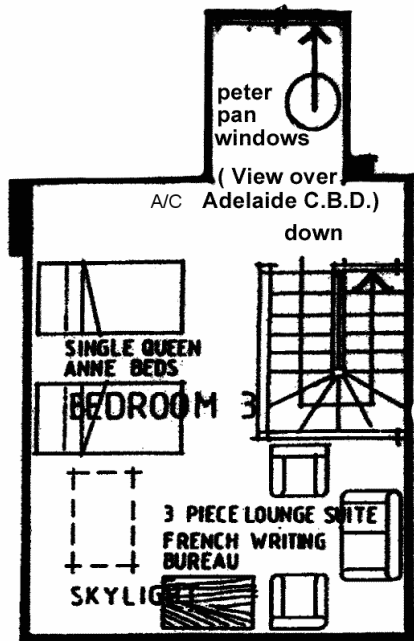 peter
pan
windows
( View over
A/C Adelaide C.B.D.)
down
SINGLE QUEEN
ANNE BEDS
BEDROOM 3
3 PIECE LOUNGE SUITE
FRENCH WRITING
BUREAU
SKYLIGHT